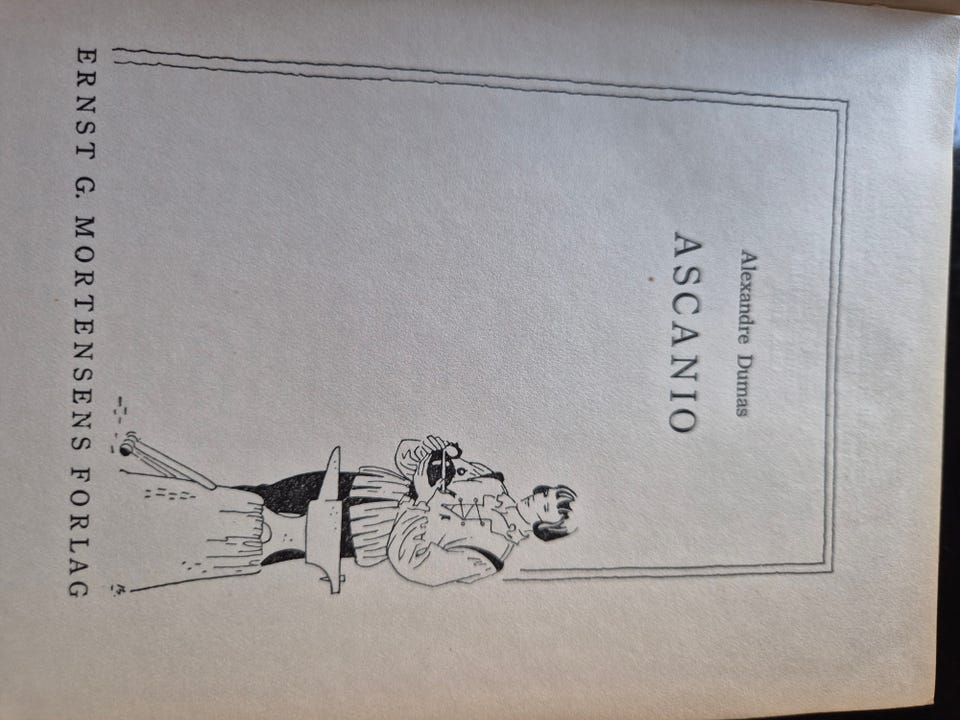 Alexandre Dumas
ASCANIO
ERNST G. MORTENSENS FORLAG